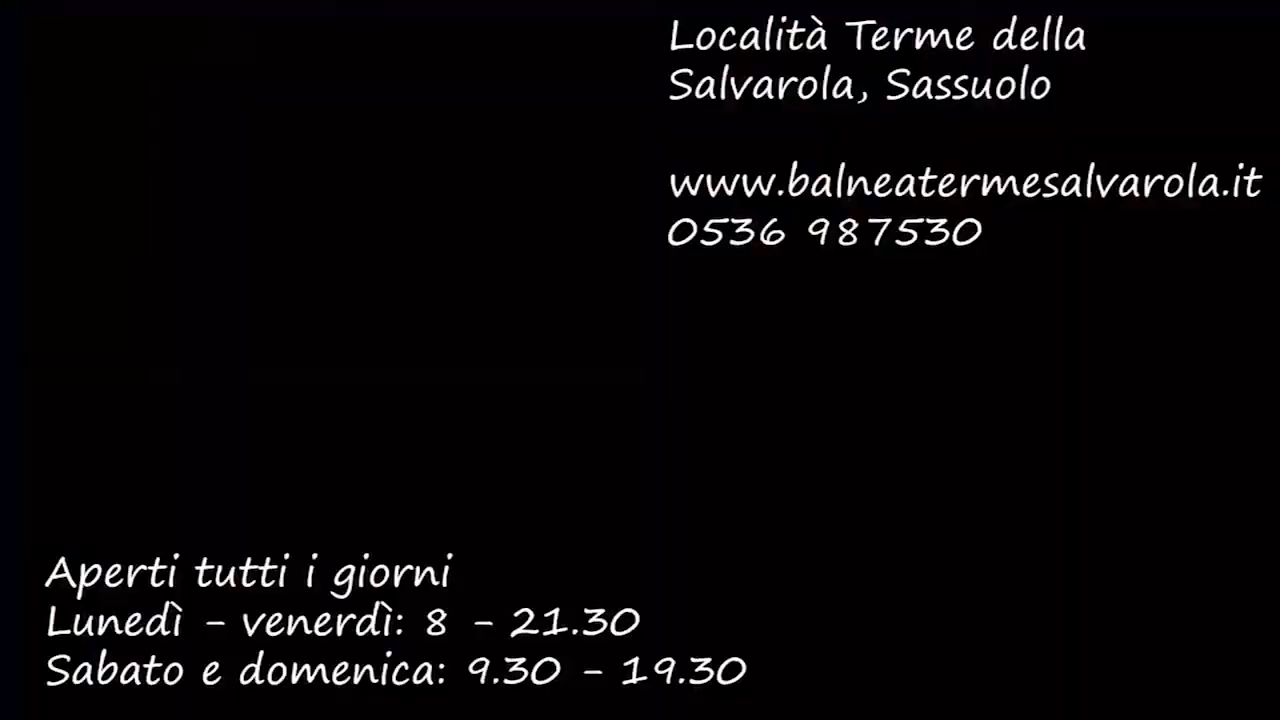 Località Terme della
Salvarola, Sassuolo
www.balneatermesalvarola.it
0536 987530
Aperti tutti i giorni
Lunedì - venerdì: 8 - 21.30
Sabato e domenica: 9.30 - 19.30